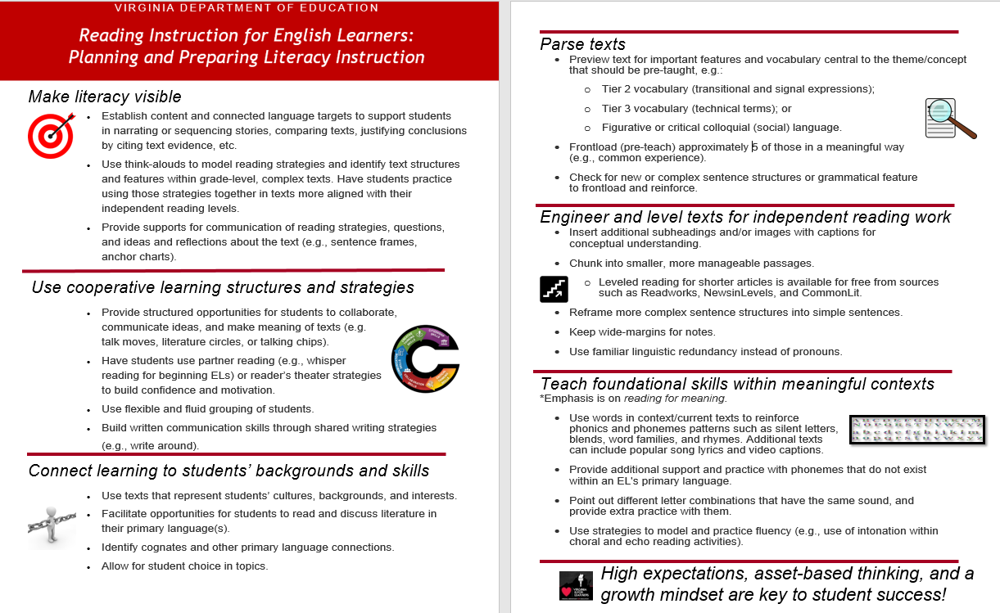 VIRGINIA DEPARTMENT OF EDUCATION
Reading Instruction for English Learners:
Planning and Preparing Literacy Instruction
Make literacy visible
• Establish content and connected language targets to support students
in narrating or sequencing stories, comparing texts, justifying conclusions
by citing text evidence, etc.
• Use think-alouds to model reading strategies and identify text structures
and features within grade-level, complex texts. Have students practice
using those strategies together in texts more aligned with their
independent reading levels.
• Provide supports for communication of reading strategies, questions,
and ideas and reflections about the text (e.g., sentence frames,
anchor charts).
Use cooperative learning structures and strategies
• Provide structured opportunities for students to collaborate,
communicate ideas, and make meaning of texts (e.g.
talk moves, literature circles, or talking chips).
• Have students use partner reading (e.g., whisper
reading for beginning ELs) or reader's theater strategies
to build confidence and motivation.
• Use flexible and fluid grouping of students.
• Build written communication skills through shared writing strategies
(e.g., write around).
Connect learning to students' backgrounds and skills
• Use texts that represent students' cultures, backgrounds, and interests.
• Facilitate opportunities for students to read and discuss literature in
their primary language(s).
• Identify cognates and other primary language connections.
• Allow for student choice in topics.
Parse texts
• Preview text for important features and vocabulary central to the theme/concept
that should be pre-taught, e.g.:
o Tier 2 vocabulary (transitional and signal expressions);
o Tier 3 vocabulary (technical terms); or
o Figurative or critical colloquial (social) language.
• Frontload (pre-teach) approximately 5 of those in a meaningful way
(e.g., common experience).
• Check for new or complex sentence structures or grammatical feature
to frontload and reinforce.
Engineer and level texts for independent reading work
• Insert additional subheadings and/or images with captions for
conceptual understanding.
• Chunk into smaller, more manageable passages.
o Leveled reading for shorter articles is available for free from sources
such as Readworks, NewsinLevels, and CommonLit.
• Reframe more complex sentence structures into simple sentences.
• Keep wide-margins for notes.
• Use familiar linguistic redundancy instead of pronouns.
Teach foundational skills within meaningful contexts
*Emphasis is on reading for meaning.
• Use words in context/current texts to reinforce
phonics and phonemes patterns such as silent letters,
blends, word families, and rhymes. Additional texts
can include popular song lyrics and video captions.
• Provide additional support and practice with phonemes that do not exist
within an EL's primary language.
• Point out different letter combinations that have the same sound, and
provide extra practice with them.
• Use strategies to model and practice fluency (e.g., use of intonation within
choral and echo reading activities).
VIRGINIA
IS FOR
LEARNERS
High expectations, asset-based thinking, and a
growth mindset are key to student success!